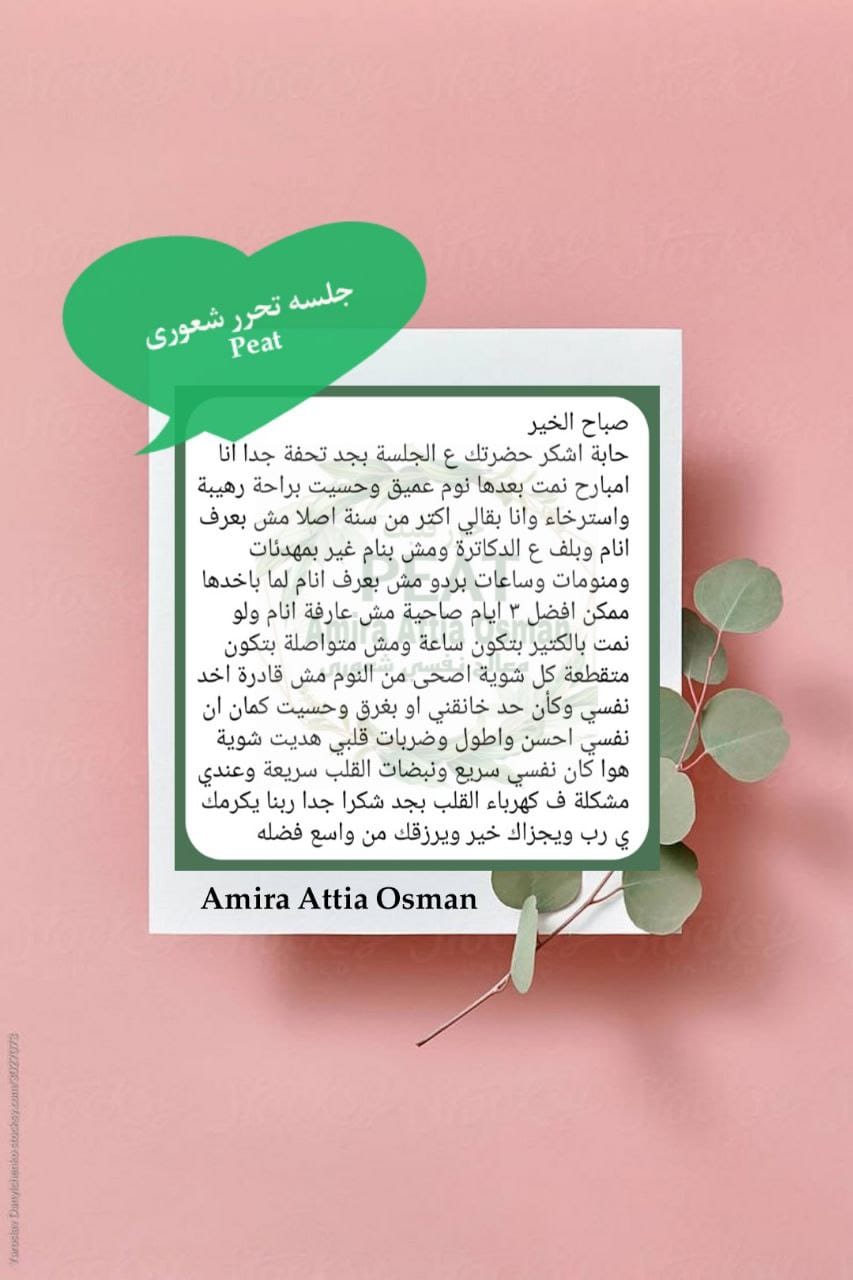 جلسه تحرر شعورى
Peat
صباح الخير
حابة اشكر حضرتك ع الجلسة بجد تحفة جدا انا
امبارح نمت بعدها نوم عميق وحسيت براحة رهيبة
واسترخاء وانا بقالي اكتر من سنة اصلا مش بعرف
انام وبلف ع الدكاترة ومش بنام غير بمهدئات
ومنومات وساعات بردو مش بعرف انام لما باخدها
ممكن افضل ٣ ايام صاحية مش عارفة انام ولو
نمت بالكتير بتكون ساعة ومش متواصلة بتكون
متقطعة كل شوية اصحى من النوم مش قادرة اخد
نفسي وكأن حد خانقني او بغرق وحسيت كمان ان
نفسي احسن واطول وضربات قلبي هديت شوية
هوا كان نفسي سريع ونبضات القلب سريعة وعندي
مشكلة ف كهرباء القلب بجد شكرا جدا ربنا يكرمك
ي رب ويجزاك خير ويرزقك من واسع فضله
PEAT
Amira Attia Osman
معالج نفسي شعوري
Amira Attia Osman
Yaroslav Danylchenko stocksy.com/3027073